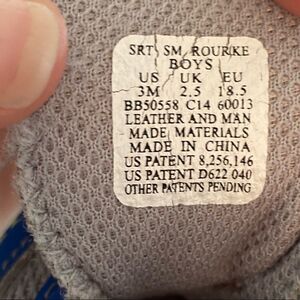 SRT SM ROURKE
BOYS
US UK EU
3M 2.5 18.5
BB50558 C14 60013
LEATHER AND MAN
MADE MATERIALS
MADE IN CHINA
US PATENT 8,256,146
US PATENT D622 040
OTHER PATENTS PENDING